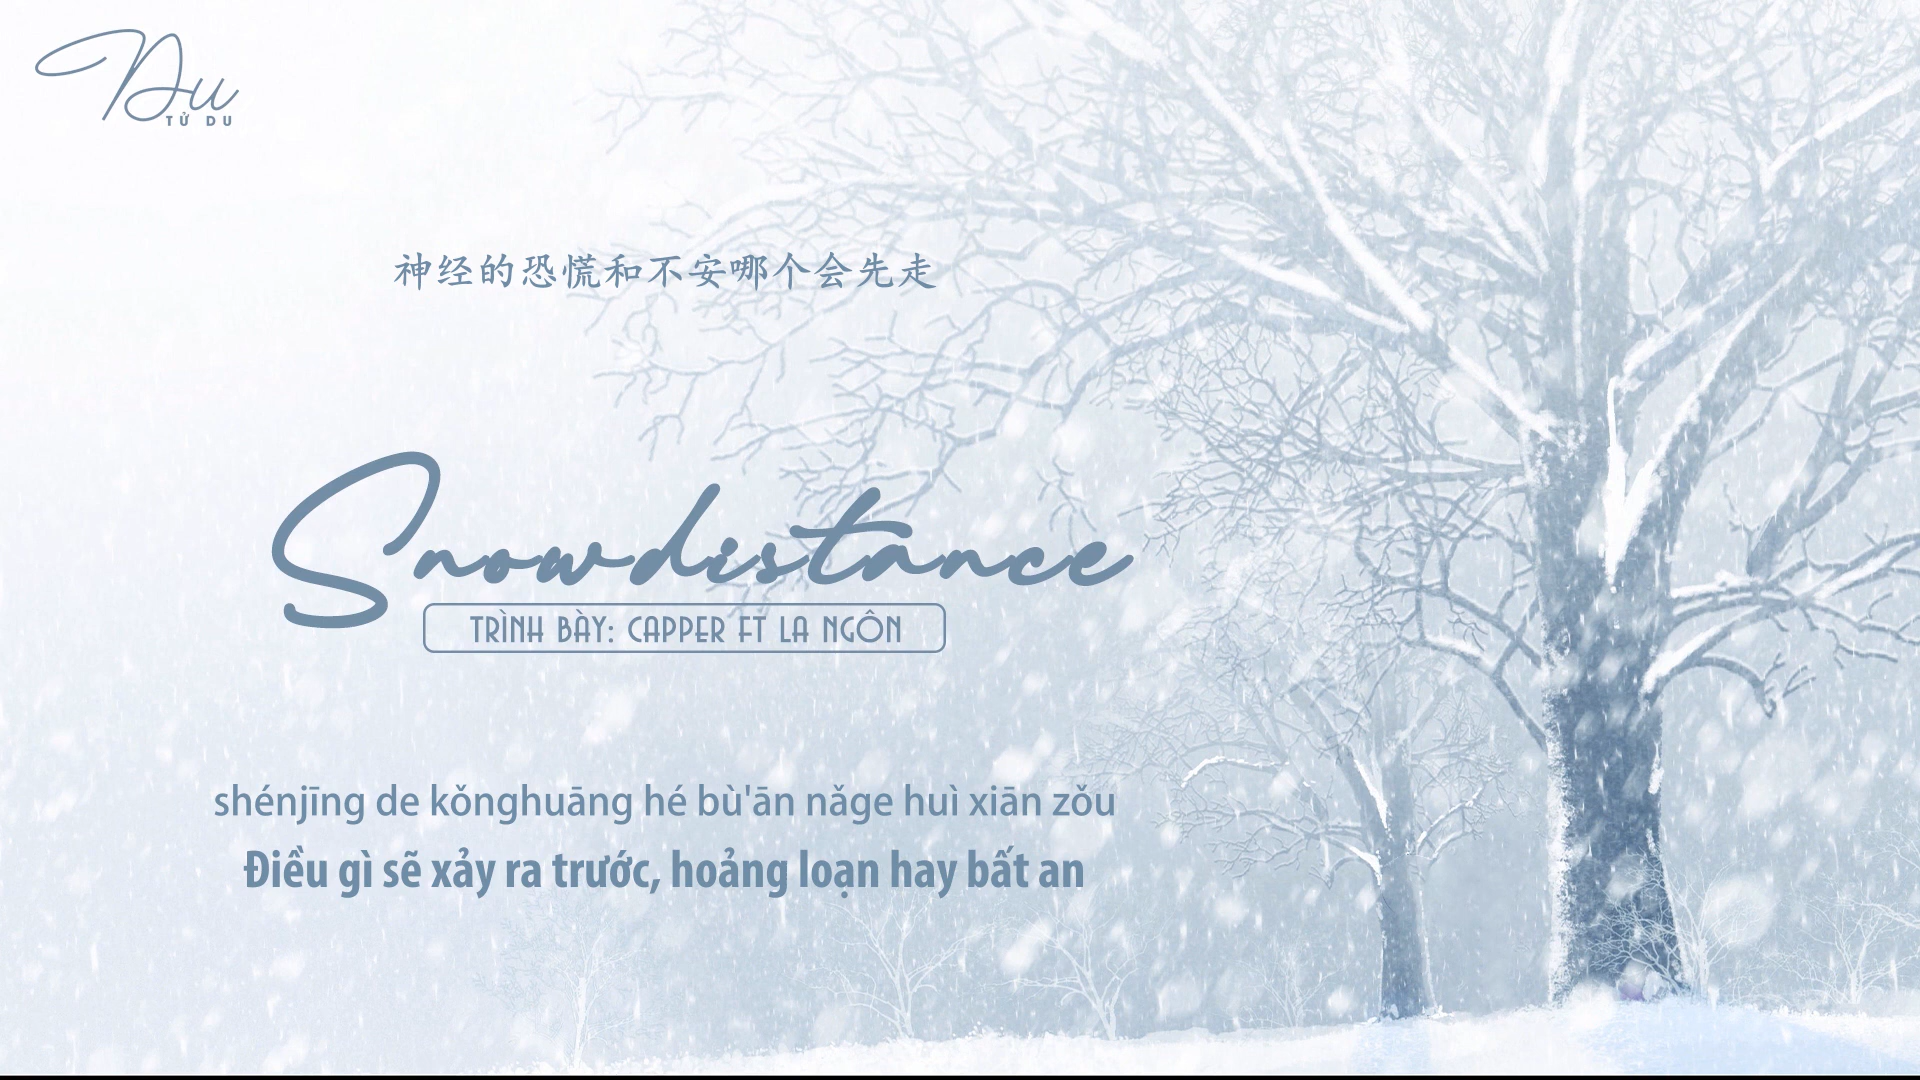 Du
TỬ DU
神经的恐慌和不安哪个会先走
Snowdistance
TRÌNH BÀY: CAPPER FT LA NGÔN
shénjīng de kǒnghuāng hé bù'ān nǎge huì xiān zǒu
Điều gì sẽ xảy ra trước, hoảng loạn hay bất an